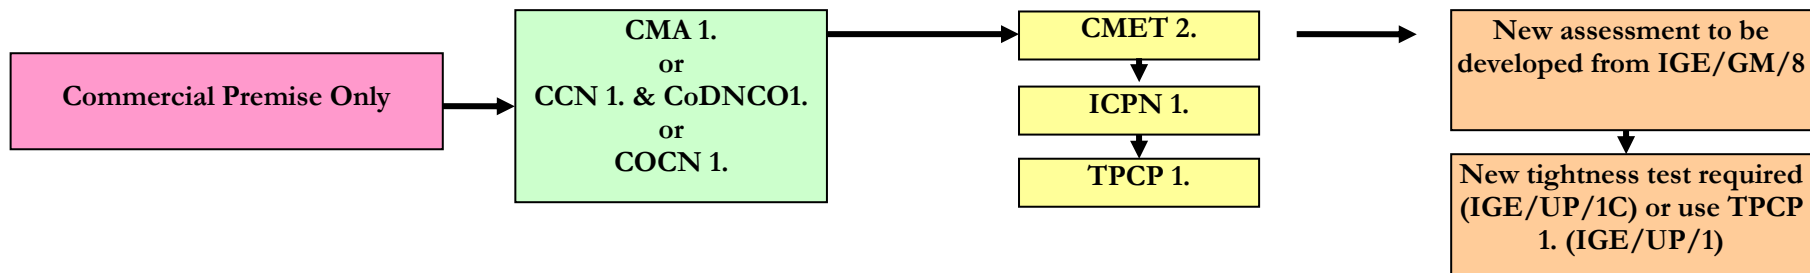 Commercial Premise Only
CMA 1.
or
CCN 1. & CoDNCO1.
or
COCN 1.
CMET 2.
ICPN 1.
TPCP 1.
New assessment to be
developed from IGE/GM/8
New tightness test required
(IGE/UP/1C) or use TPCP
1. (IGE/UP/1)